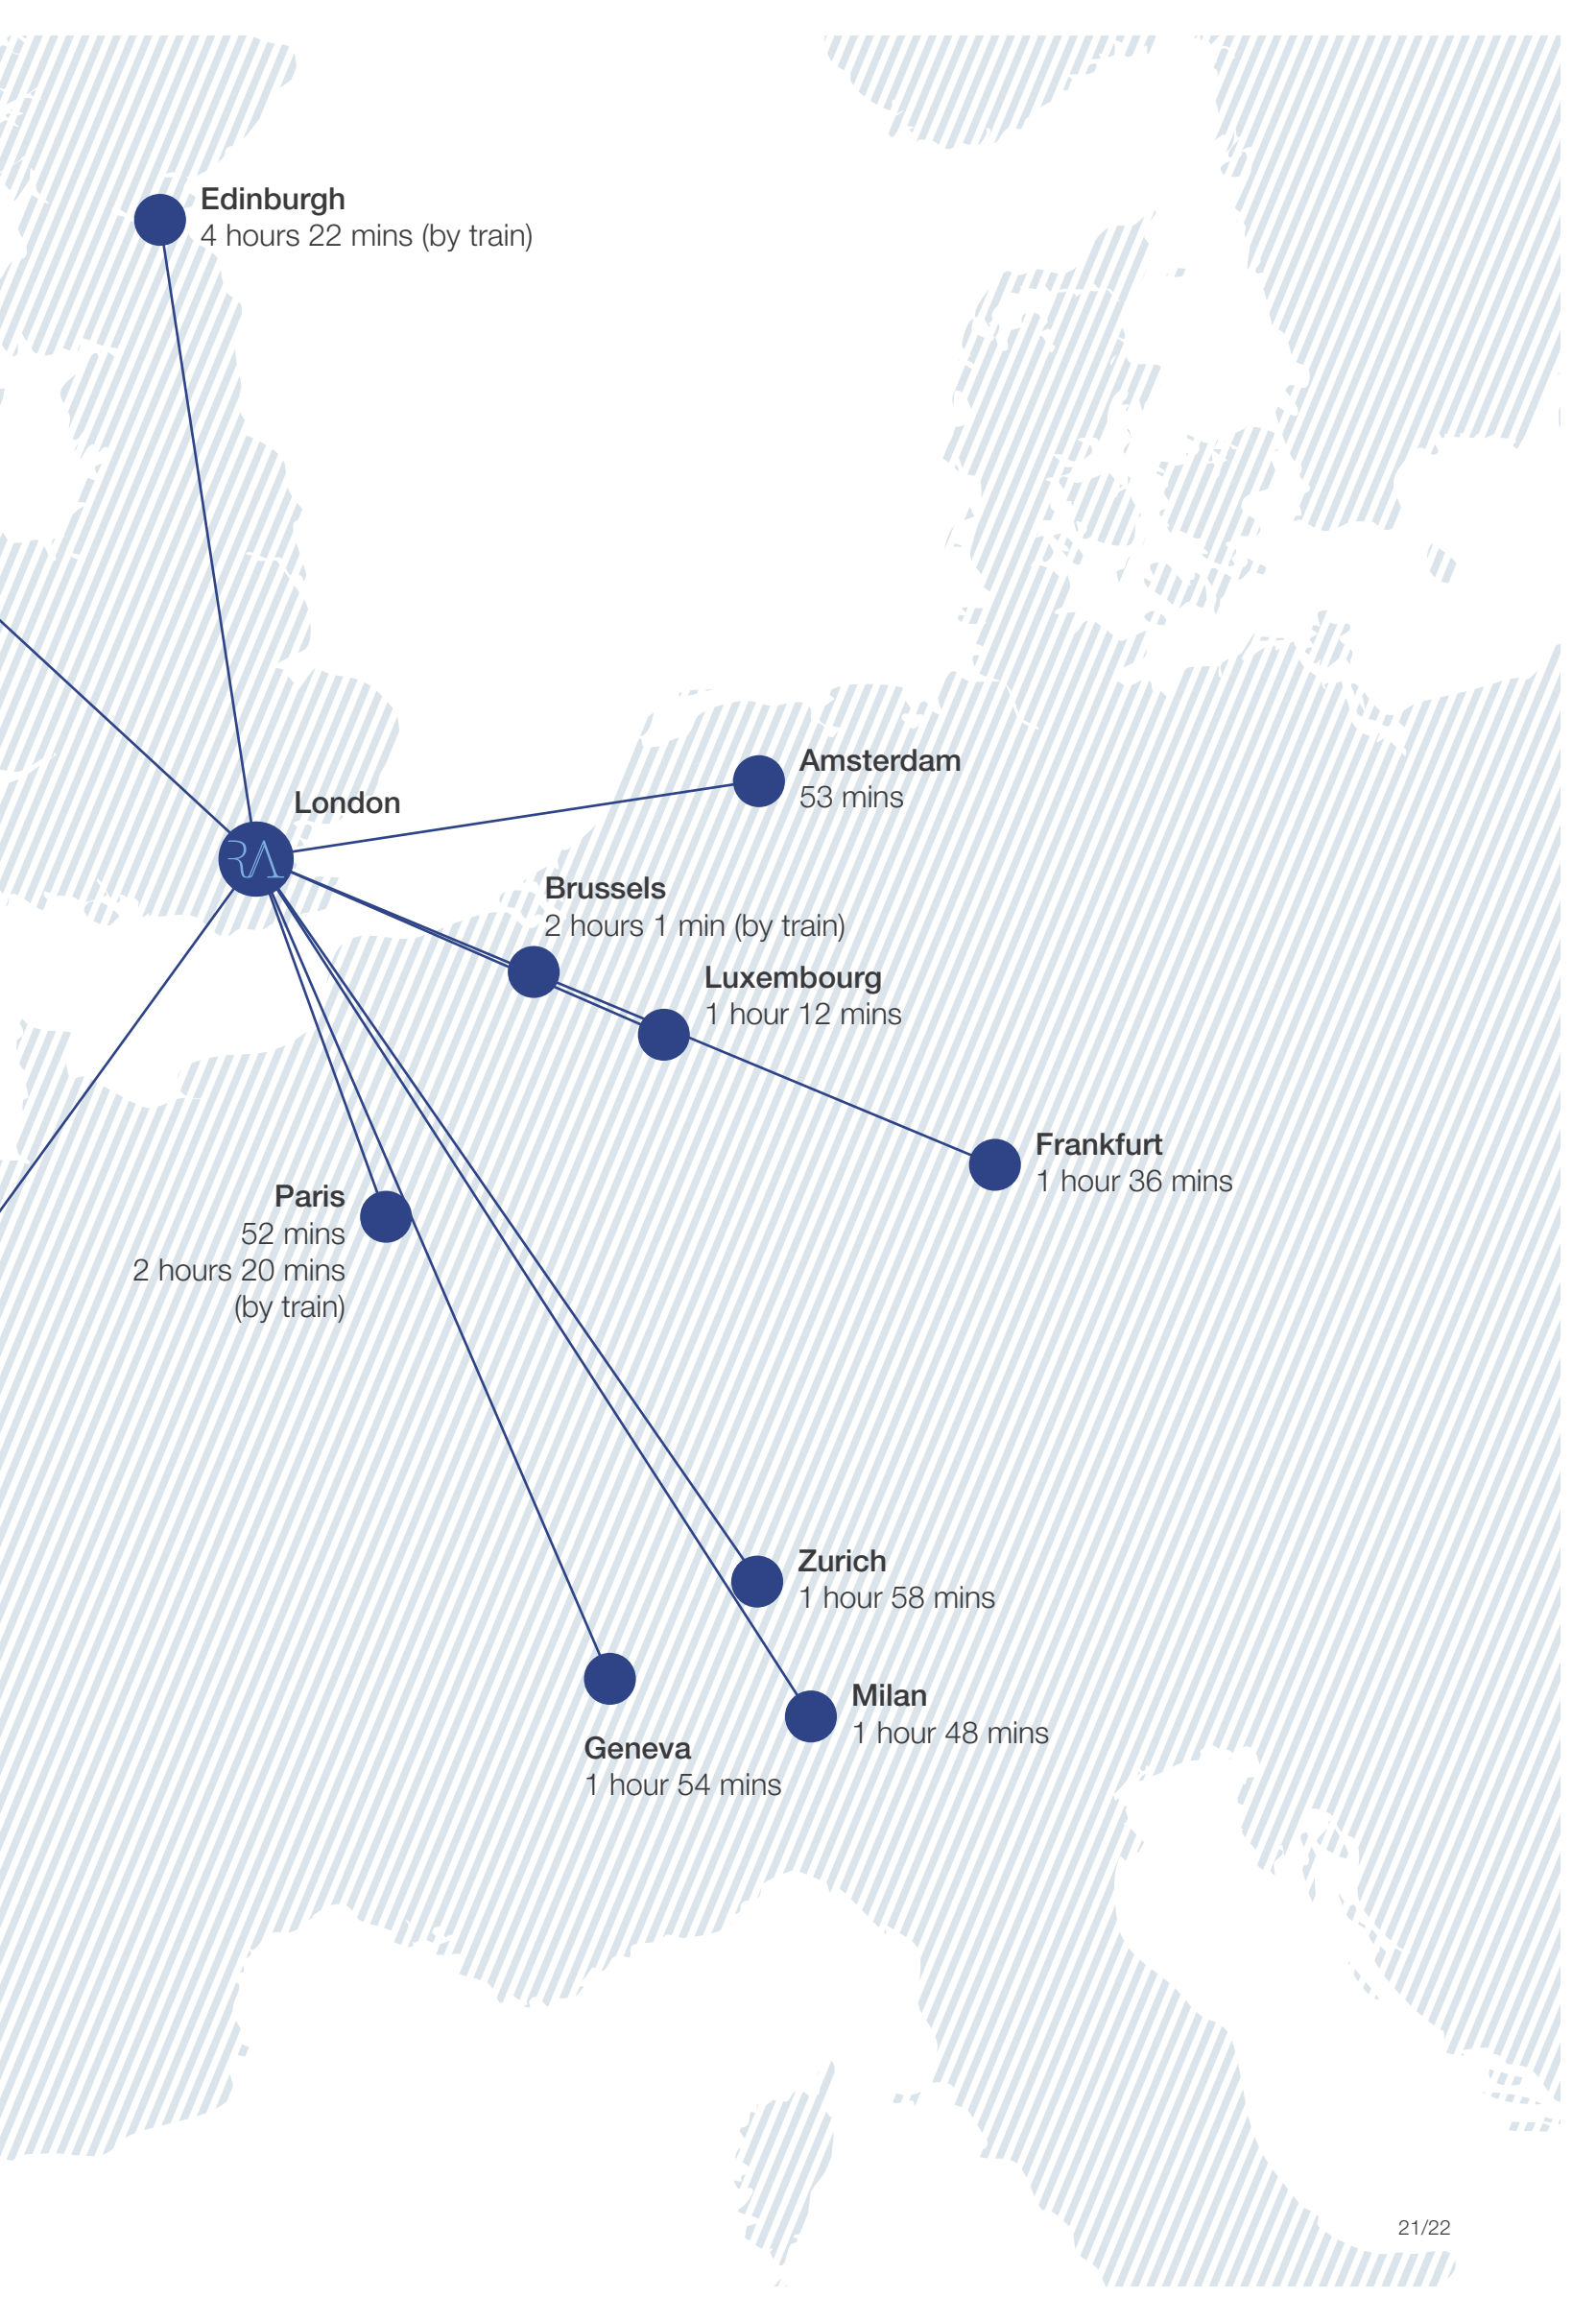 Edinburgh
4 hours 22 mins (by train)
Amsterdam
53 mins
London
RA
Brussels
2 hours 1 min (by train)
Luxembourg
1 hour 12 mins
Frankfurt
1 hour 36 mins
Paris
52 mins
2 hours 20 mins
(by train)
Zurich
1 hour 58 mins
Milan
1 hour 48 mins
Geneva
1 hour 54 mins
21/22